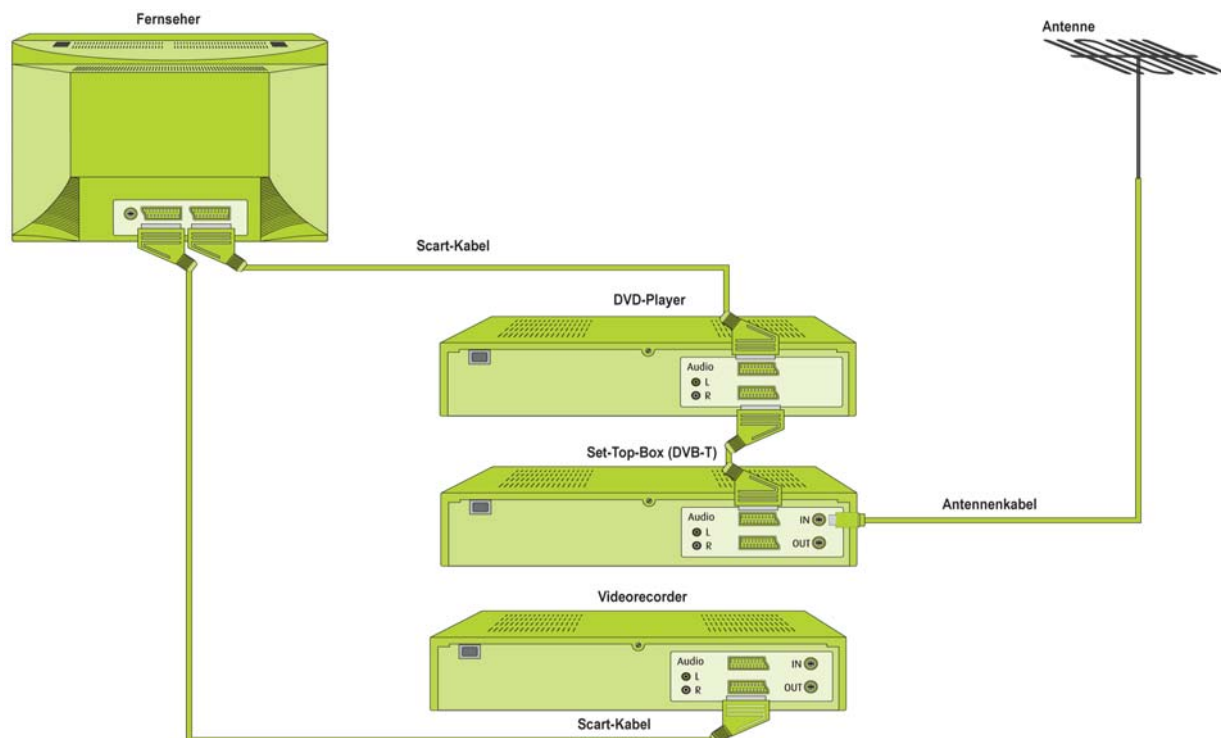 Fernseher
Antenne
Scart-Kabel
DVD-Player
Audio
L
R
Set-Top-Box (DVB-T)
Audio
IN
L
R
OUT
Antennenkabel
Videorecorder
Audio
IN
L
R
OUT
Scart-Kabel